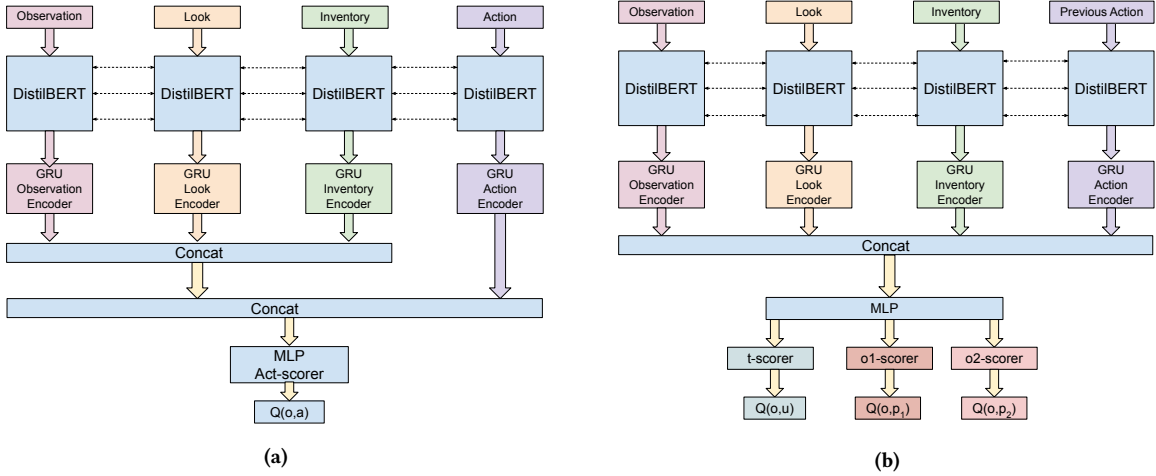 Observation
Look
Inventory
Action
DistilBERT
DistilBERT
DistilBERT
DistilBERT
GRU
Observation
Encoder
GRU
Look
Encoder
GRU
Inventory
Encoder
GRU
Action
Encoder
Concat
Concat
MLP
Act-scorer
Q(o,a)
(a)
Observation
Look
Inventory
Previous Action
DistilBERT
DistilBERT
DistilBERT
DistilBERT
GRU
Observation
Encoder
GRU
Look
Encoder
GRU
Inventory
Encoder
GRU
Action
Encoder
Concat
MLP
t-scorer
o1-scorer
o2-scorer
Q(o,u)
Q(o,p₁)
Q(o,p₂)
(b)